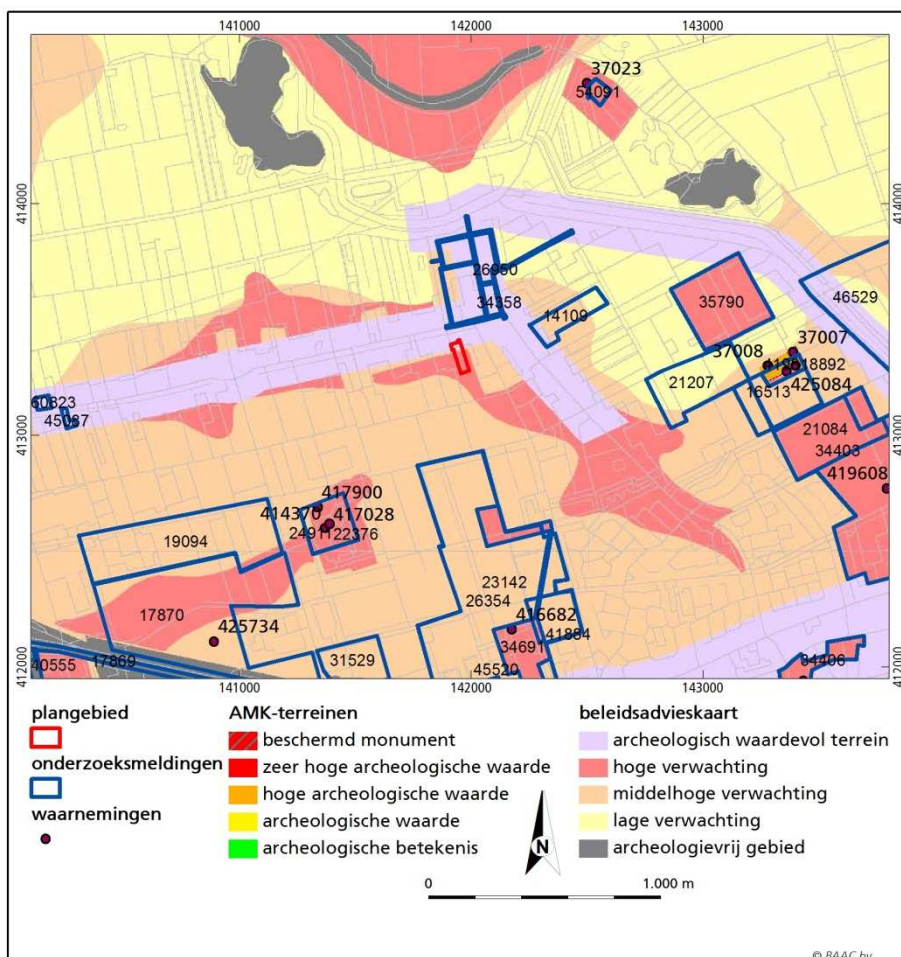 141000 142000 143000
37023
54091
414000 414000
26950
46529
35790
34358
14109
37007
37008
18892
425084
21207
16513
60823
45087
21084
413000 413000
34403
419608
417900
414370 417028
22376
19094
23142
26354
17870
416682
425734
41884
34691
31529
34406
40555 17869
45520
412000 412000
141000 142000 143000
plangebied
onderzoeksmeldingen
waarnemingen
AMK-terreinen
beschermd monument
zeer hoge archeologische waarde
hoge archeologische waarde
archeologische waarde
archeologische betekenis
beleidsadvieskaart
archeologisch waardevol terrein
hoge verwachting
middelhoge verwachting
lage verwachting
archeologievrij gebied
N
0 1.000 m
© BAAC bv